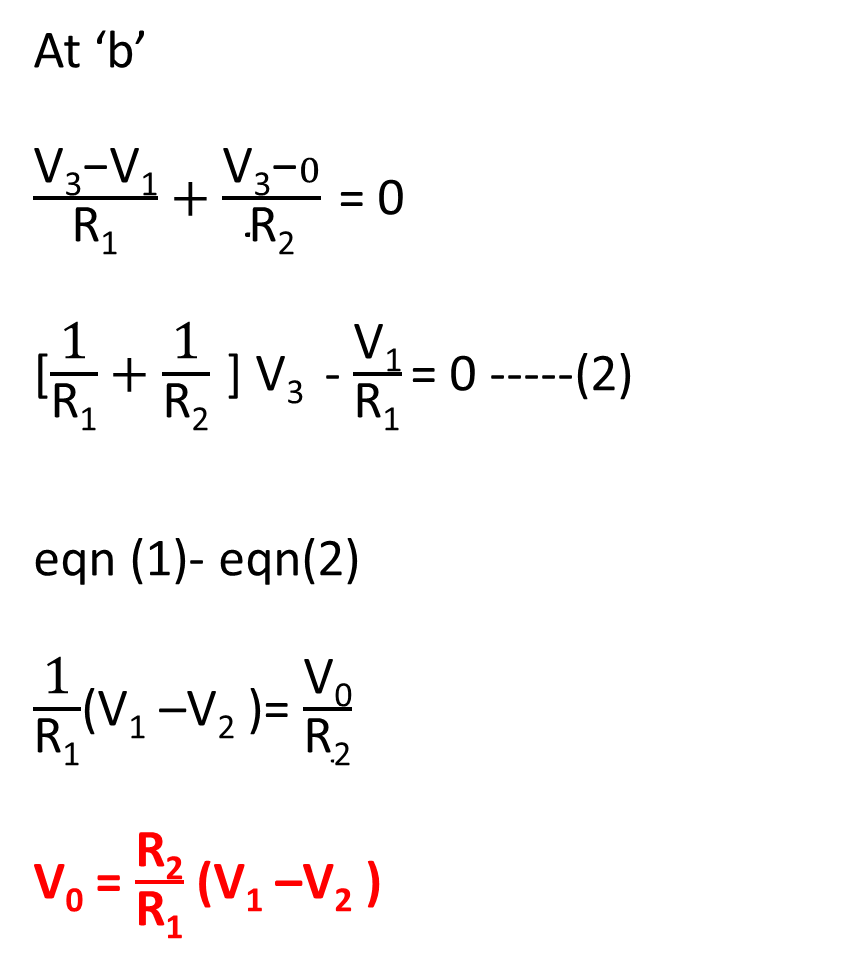 At ‘b’
V₃−V₁/R₁ + V₃−0/.R₂ = 0
[1/R₁ + 1/R₂ ] V₃ - V₁/R₁ = 0 -----(2)
eqn (1)- eqn(2)
1/R₁(V₁ –V₂ )= V₀/R.₂
V₀ = R₂/R₁ (V₁ –V₂ )